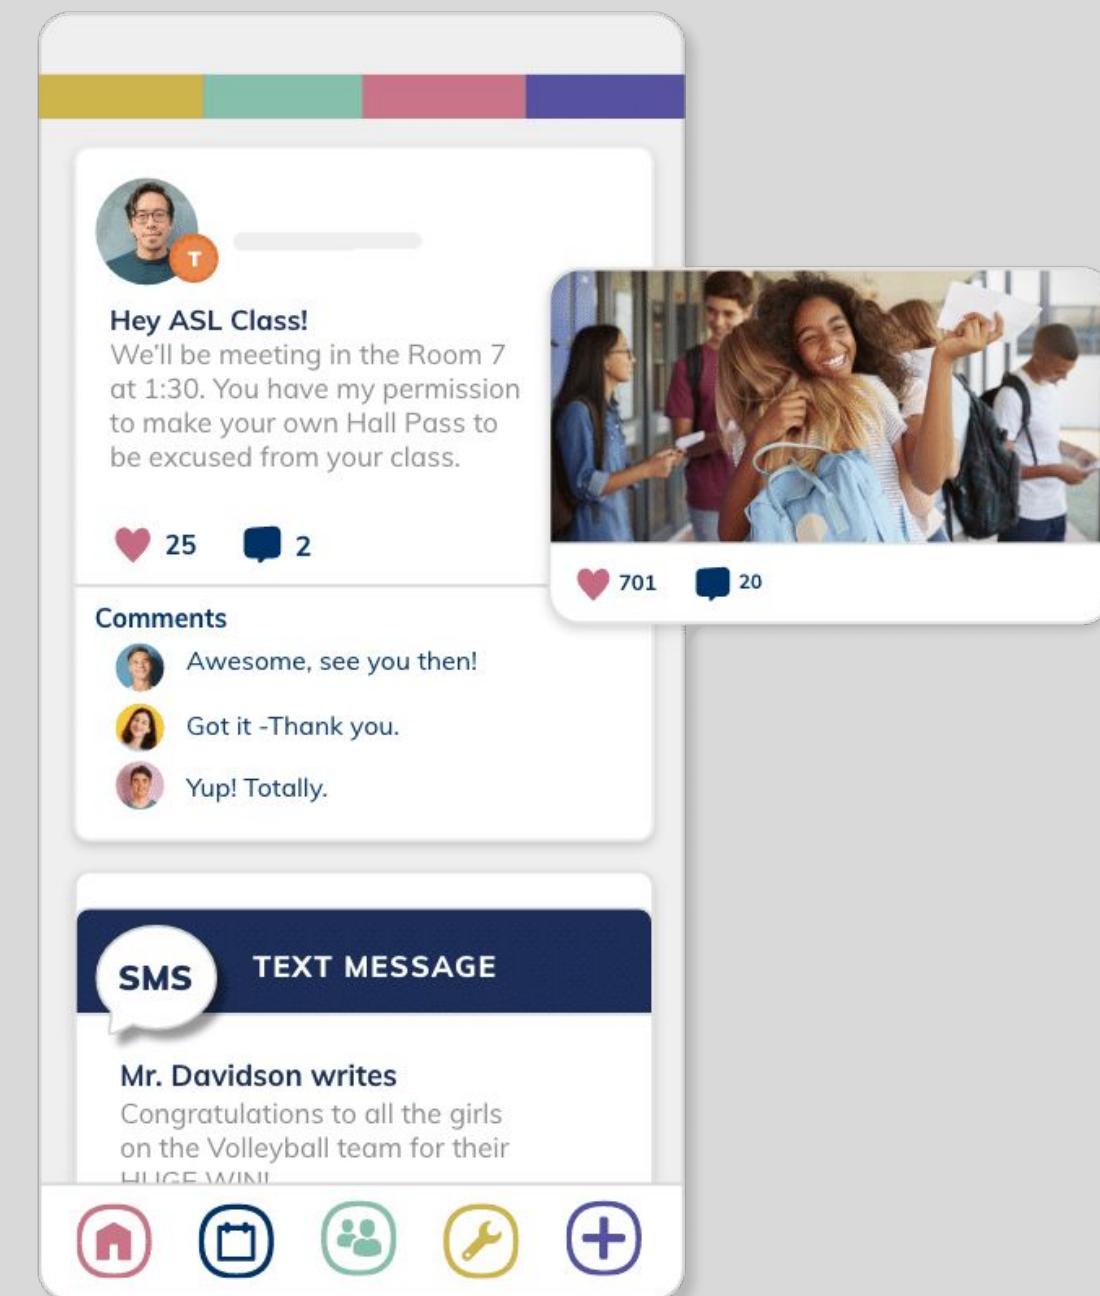 T
Hey ASL Class!
We'll be meeting in the Room 7
at 1:30. You have my permission
to make your own Hall Pass to
be excused from your class.
25 2
701 20
Comments
Awesome, see you then!
Got it -Thank you.
Yup! Totally.
SMS
TEXT MESSAGE
Mr. Davidson writes
Congratulations to all the girls
on the Volleyball team for their
HUGE WIN!